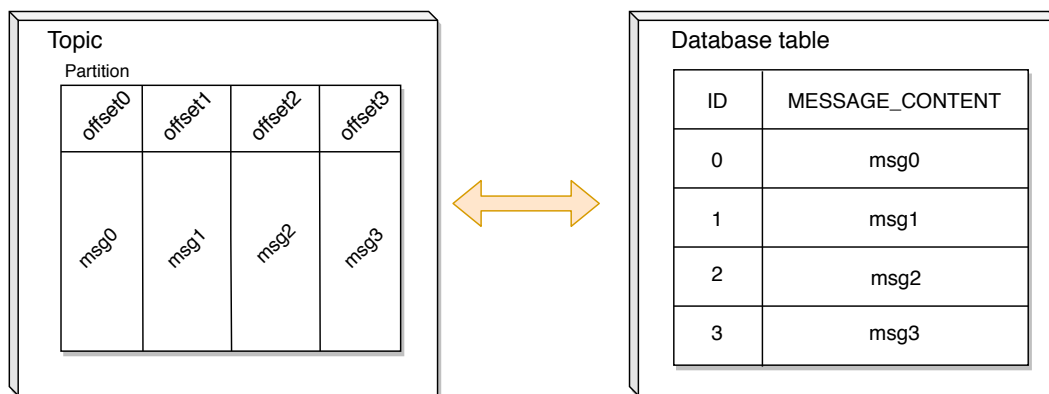 Topic
Partition
offset0 offset1 offset2 offset3
msg0 msg1 msg2 msg3
Database table
ID MESSAGE_CONTENT
0 msg0
1 msg1
2 msg2
3 msg3